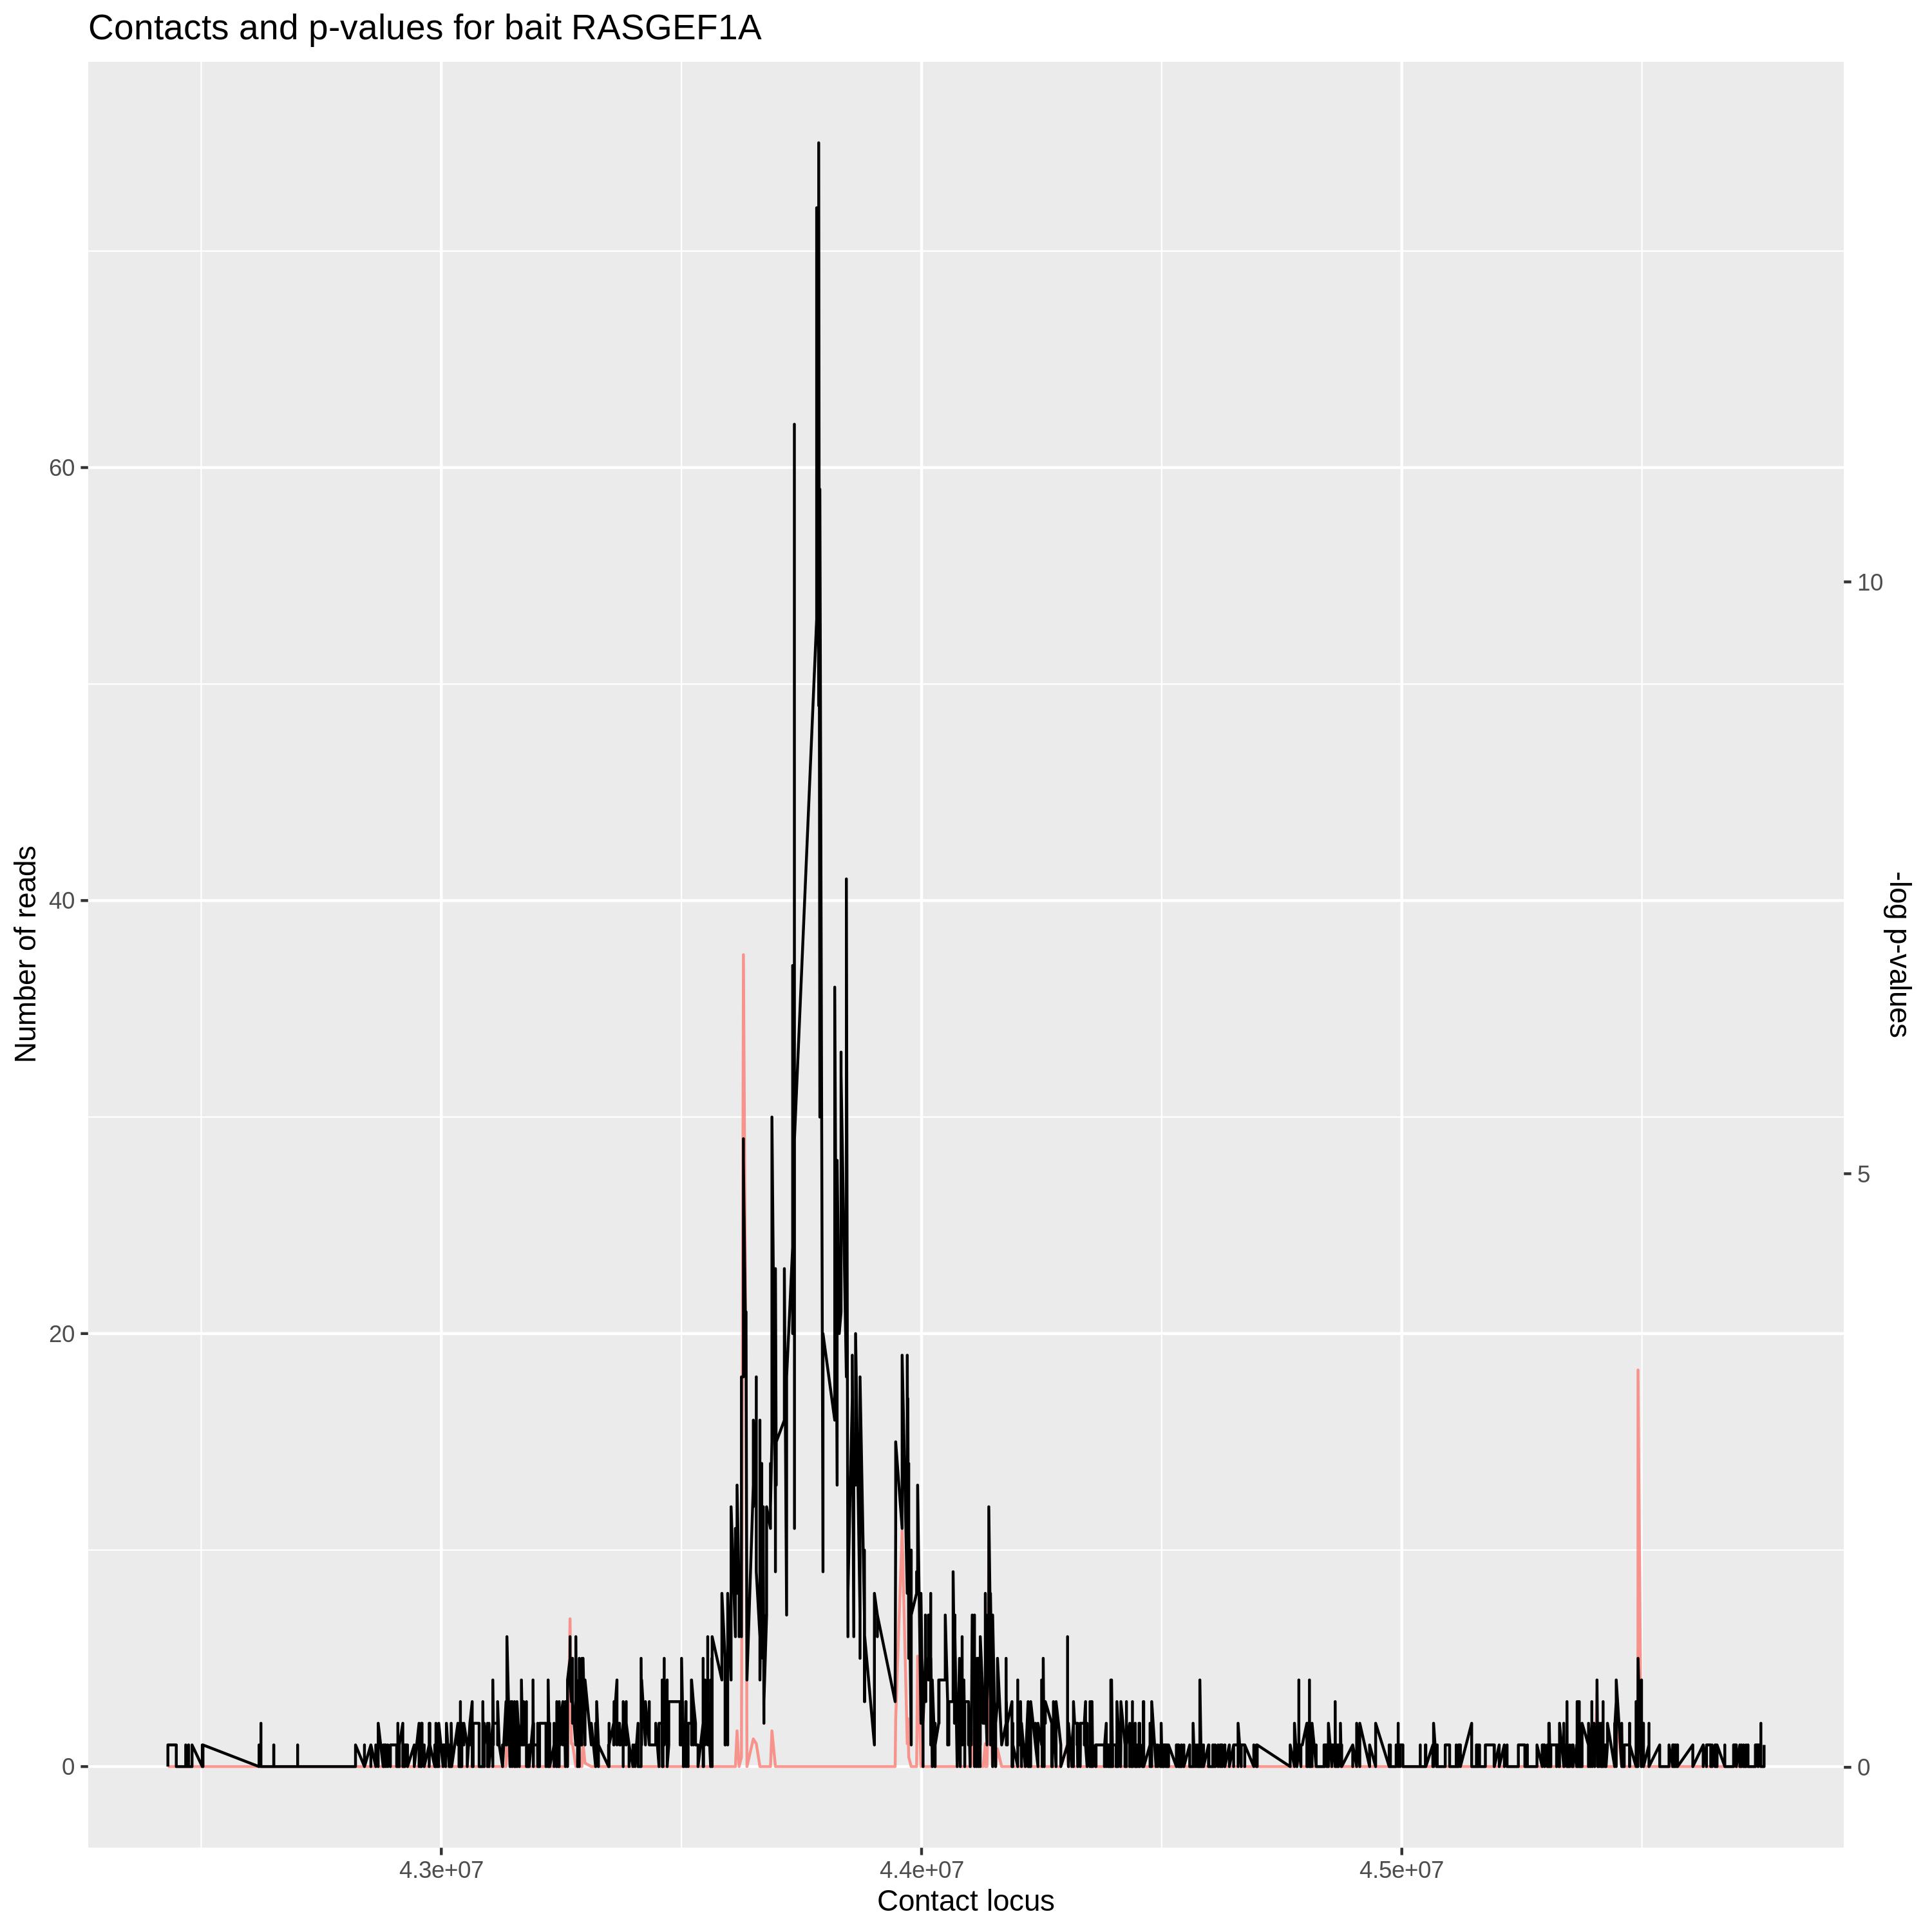 Contacts and p-values for bait RASGEF1A
Number of reads
60
40
20
0
10
5
0
-log p-values
4.3e+07
4.4e+07
4.5e+07
Contact locus